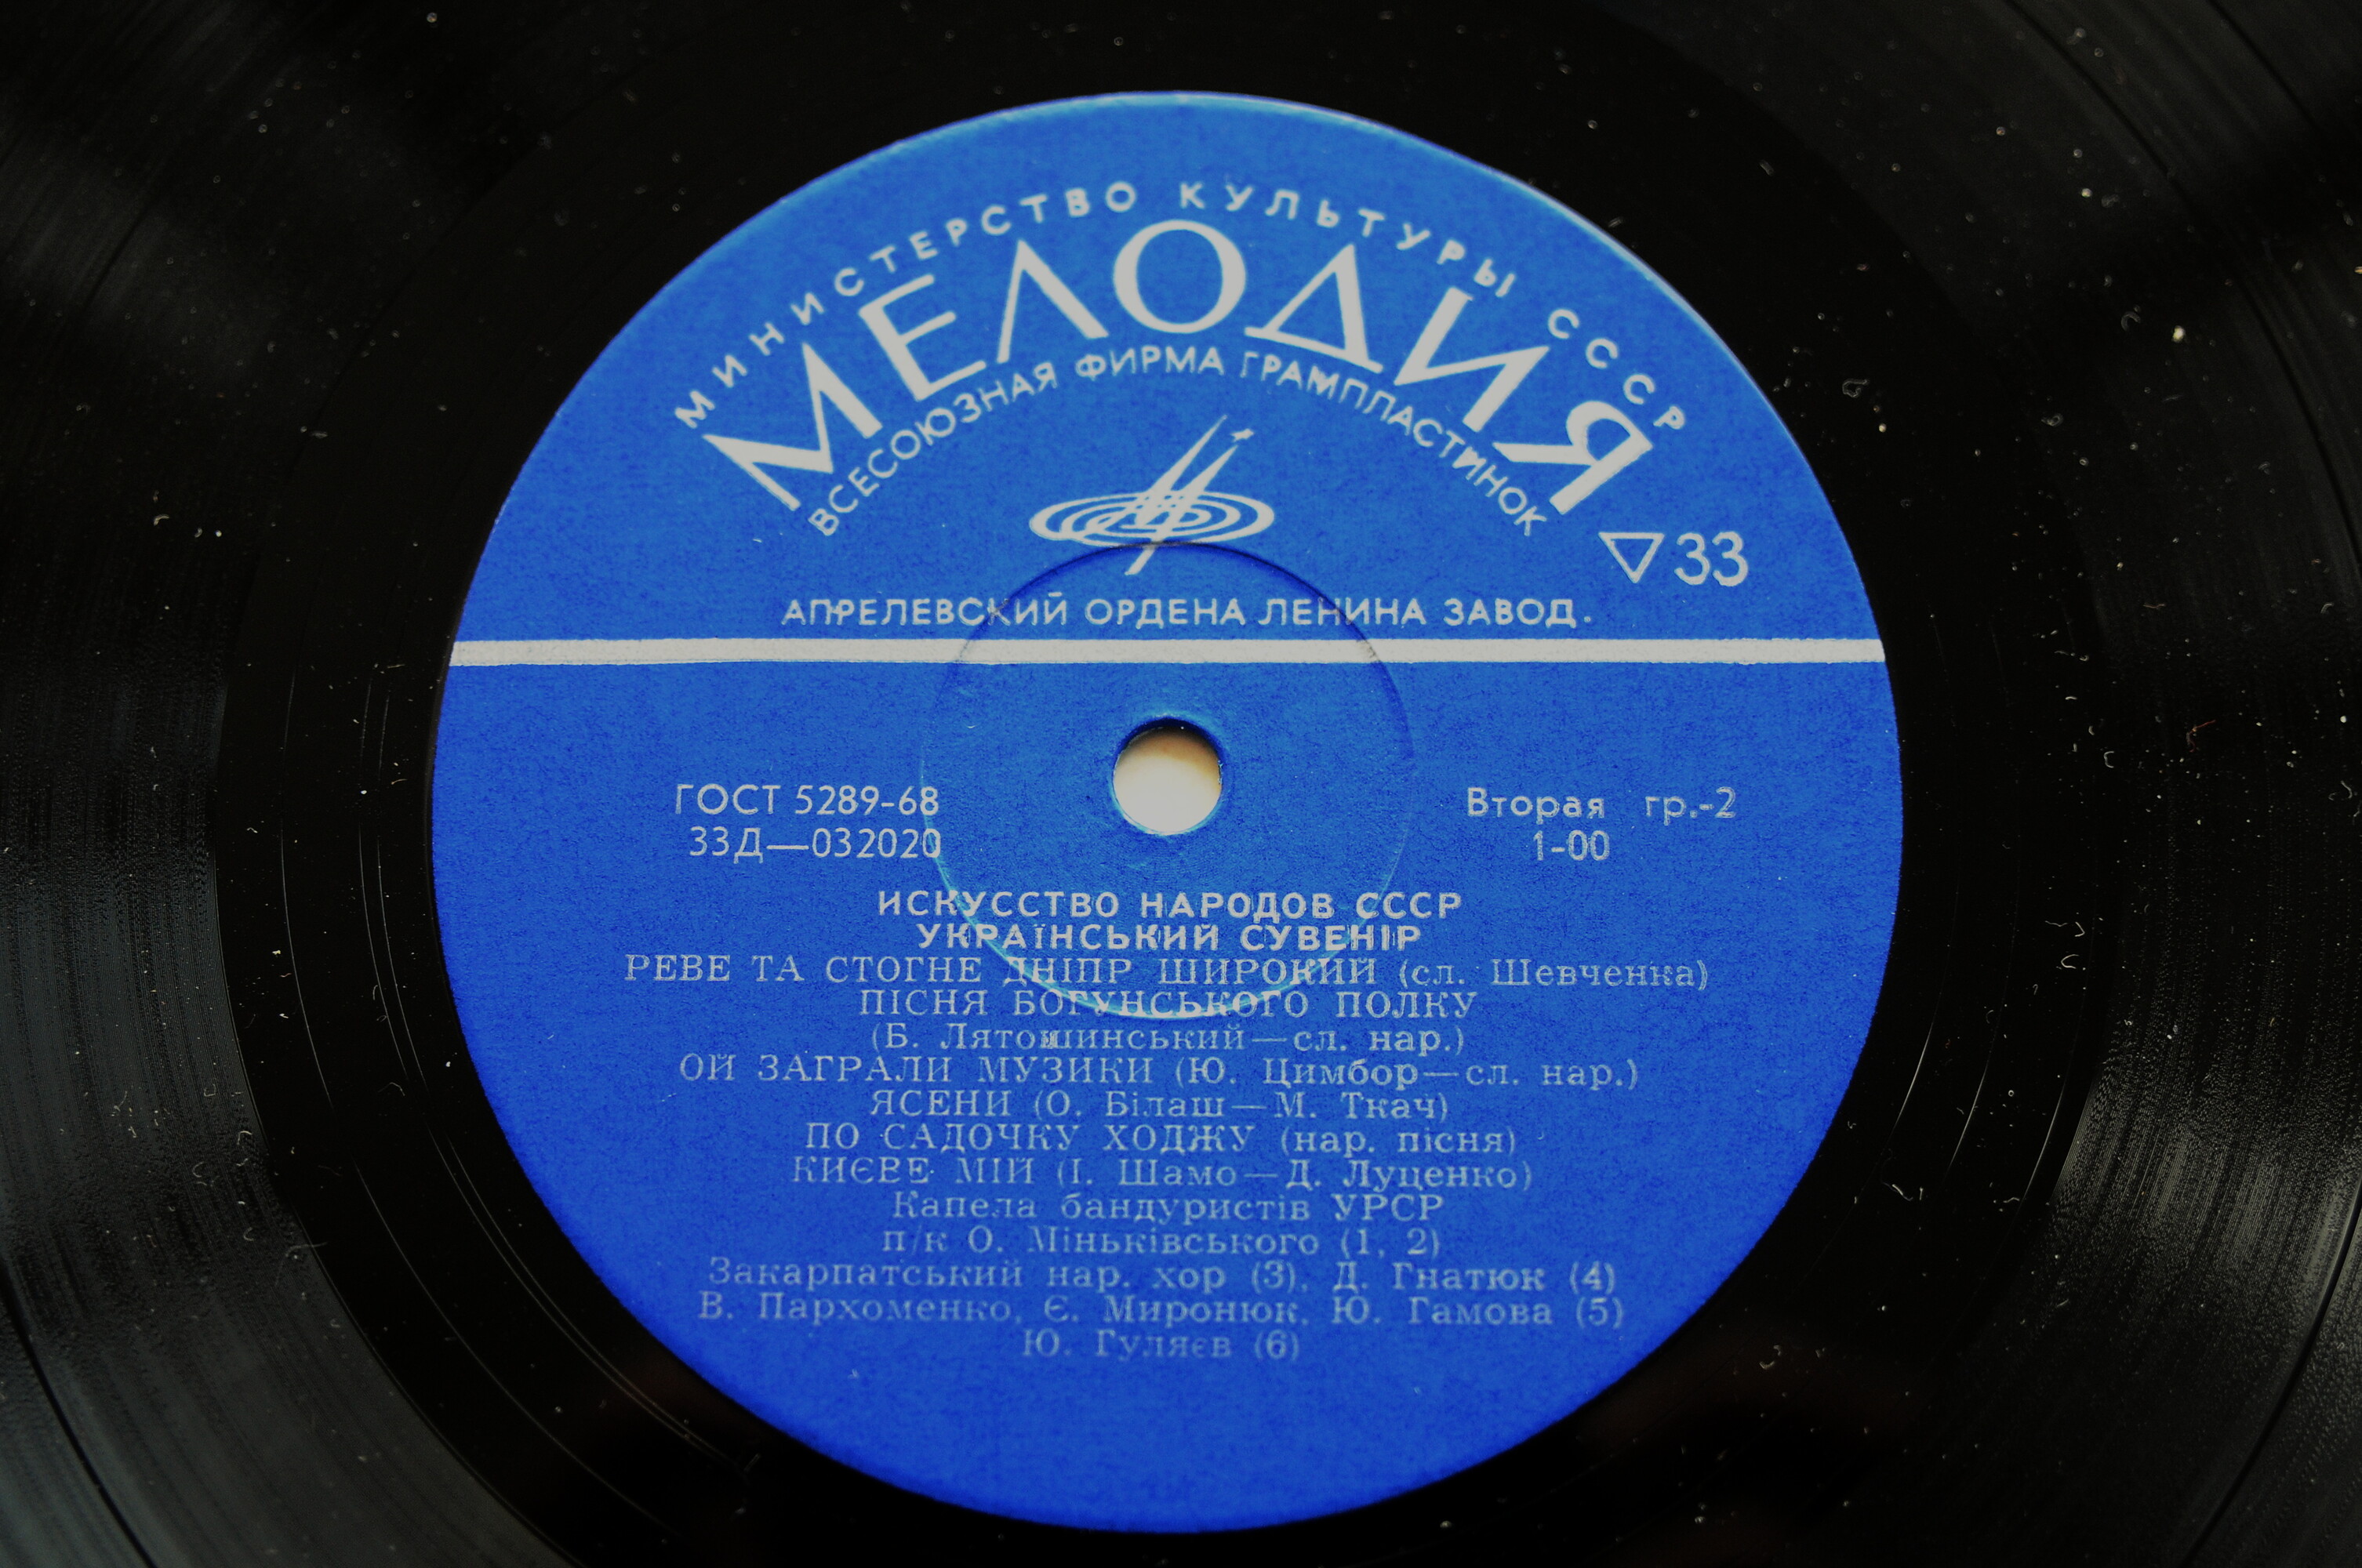 МИНИСТЕРСТВО КУЛЬТУРЫ СССР
МЕЛОДИЯ
ВСЕСОЮЗНАЯ ФИРМА ГРАМПЛАСТИНОК
▽33
АПРЕЛЕВСКИЙ ОРДЕНА ЛЕНИНА ЗАВОД.
ГОСТ 5289-68 Вторая гр.-2
33Д—032020 1-00
ИСКУССТВО НАРОДОВ СССР
УКРАЇНСЬКИЙ СУВЕНІР
РЕВЕ ТА СТОГНЕ ДНІПР ШИРОКИЙ (сл. Шевченка)
ПІСНЯ БОГУНСЬКОГО ПОЛКУ
(Б. Лятошинський—сл. нар.)
ОЙ ЗАГРАЛИ МУЗИКИ (Ю. Цимбор—сл. нар.)
ЯСЕНИ (О. Білаш—М. Ткач)
ПО САДОЧКУ ХОДЖУ (нар. пісня)
КИЄВЕ МІЙ (І. Шамо—Д. Луценко)
Капела бандуристів УРСР
п/к О. Міньківського (1, 2)
Закарпатський нар. хор (3), Д. Гнатюк (4)
В. Пархоменко, Є. Миронюк, Ю. Гамова (5)
Ю. Гуляєв (6)